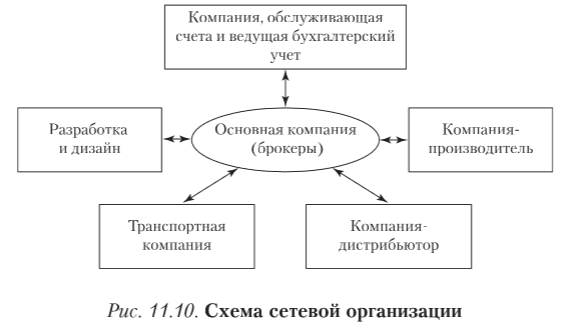 Компания, обслуживающая
счета и ведущая бухгалтерский
учет
Разработка
и дизайн
Основная компания
(брокеры)
Компания-
производитель
Транспортная
компания
Компания-
дистрибьютор
Рис. 11.10. Схема сетевой организации